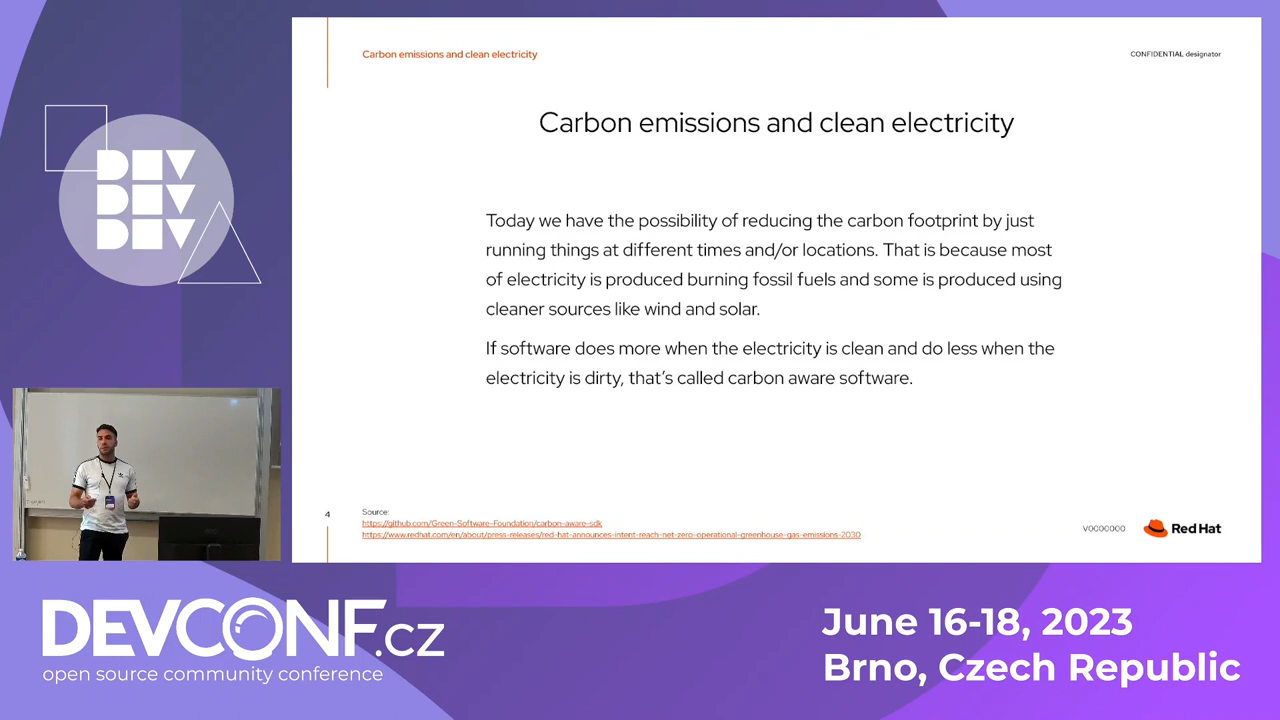 Carbon emissions and clean electricity
CONFIDENTIAL designator
Carbon emissions and clean electricity
Today we have the possibility of reducing the carbon footprint by just
running things at different times and/or locations. That is because most
of electricity is produced burning fossil fuels and some is produced using
cleaner sources like wind and solar.
If software does more when the electricity is clean and do less when the
electricity is dirty, that's called carbon aware software.
4
Source:
https://github.com/Green-Software-Foundation/carbon-aware-sdk
https://www.redhat.com/en/about/press-releases/red-hat-announces-intent-reach-net-zero-operational-greenhouse-gas-emissions-2030
V0000000
Red Hat
DEV
DEV
DEV
DEVCONF.cz
open source community conference
June 16-18, 2023
Brno, Czech Republic